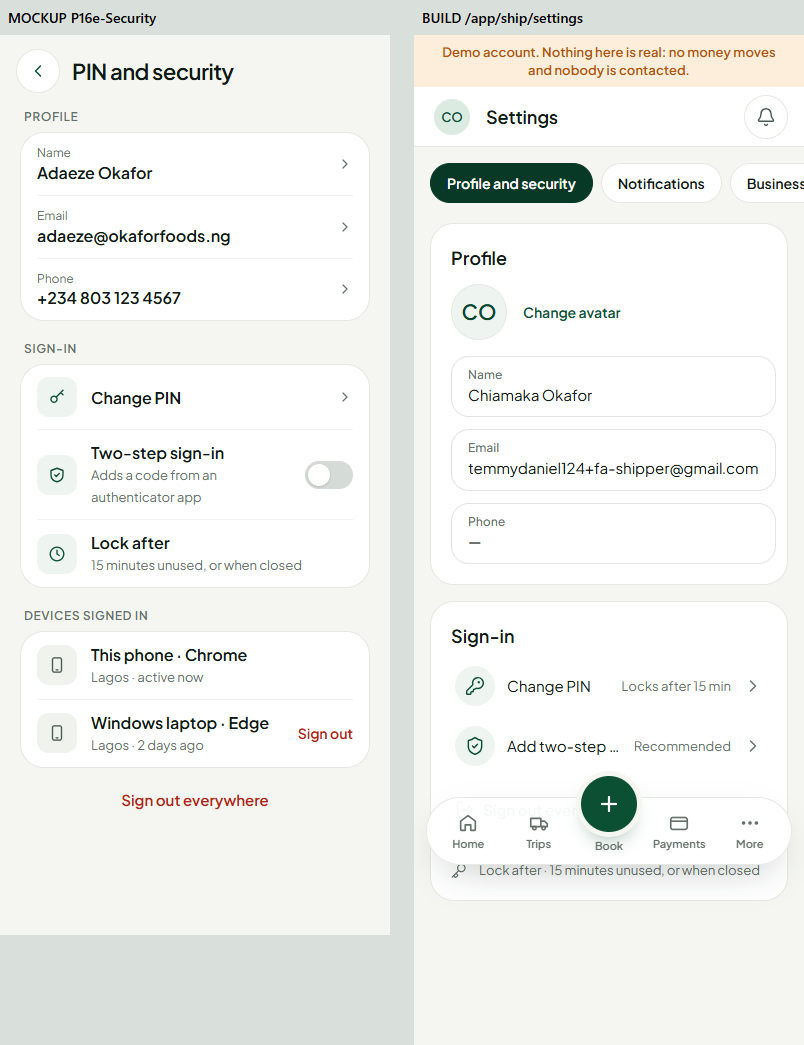 MOCKUP P16e-Security
PIN and security
PROFILE
Name
Adaeze Okafor
Email
adaeze@okaforfoods.ng
Phone
+234 803 123 4567
SIGN-IN
Change PIN
Two-step sign-in
Adds a code from an
authenticator app
Lock after
15 minutes unused, or when closed
DEVICES SIGNED IN
This phone · Chrome
Lagos · active now
Windows laptop · Edge
Lagos · 2 days ago
Sign out
Sign out everywhere
BUILD /app/ship/settings
Demo account. Nothing here is real: no money moves
and nobody is contacted.
CO
Settings
Profile and security
Notifications
Business
Profile
CO
Change avatar
Name
Chiamaka Okafor
Email
temmydaniel124+fa-shipper@gmail.com
Phone
—
Sign-in
Change PIN
Locks after 15 min
Add two-step ...
Recommended
Sign out
Home
Trips
Book
Payments
More
Lock after · 15 minutes unused, or when closed